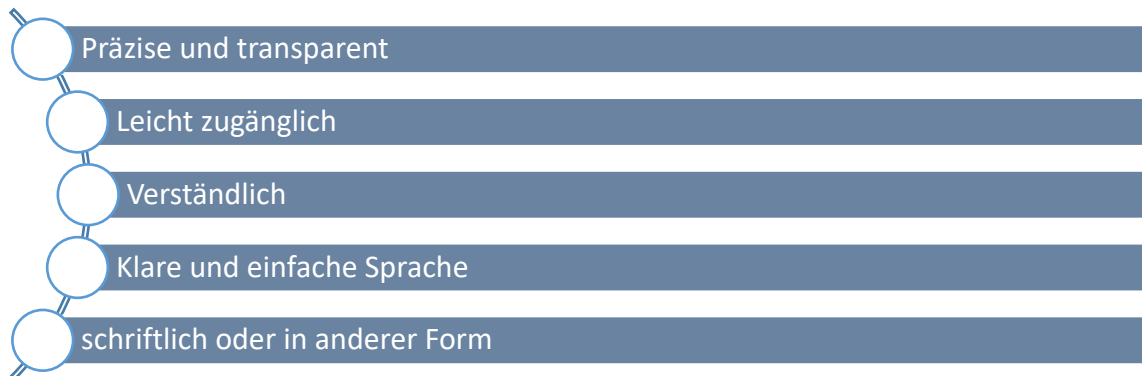 Präzise und transparent
Leicht zugänglich
Verständlich
Klare und einfache Sprache
schriftlich oder in anderer Form